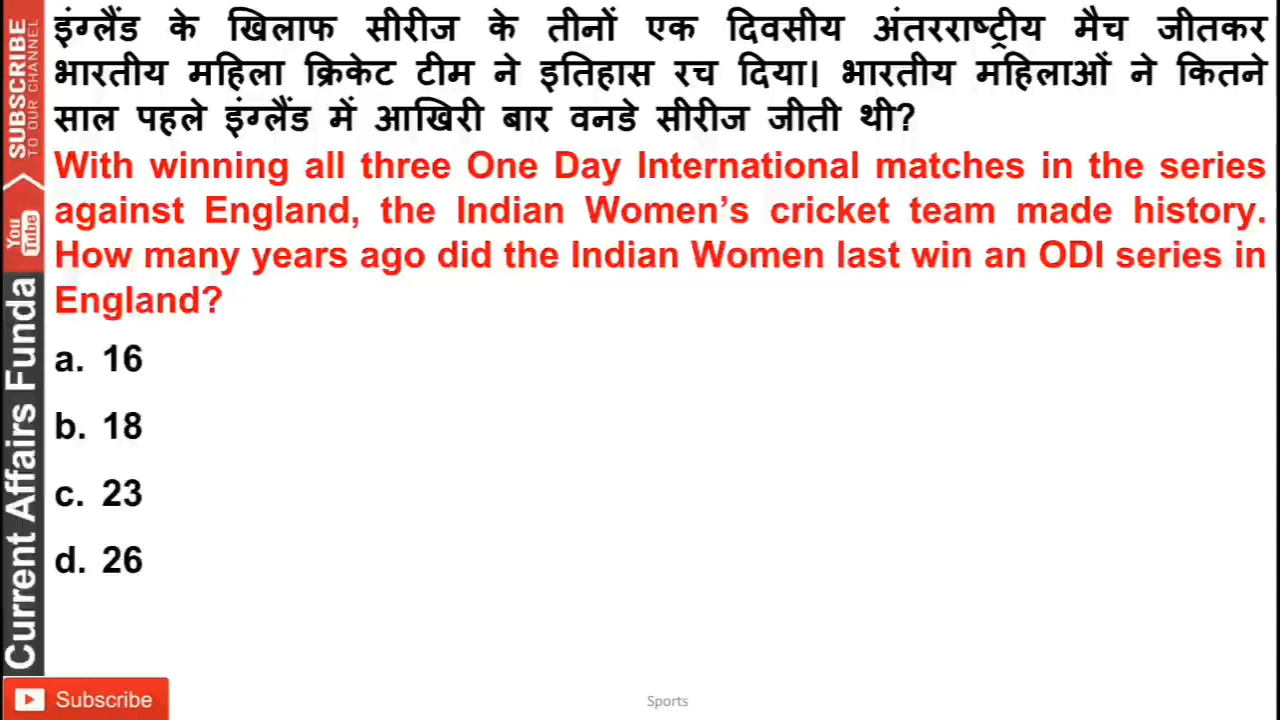 इंग्लैंड के खिलाफ सीरीज के तीनों एक दिवसीय अंतरराष्ट्रीय मैच जीतकर
भारतीय महिला क्रिकेट टीम ने इतिहास रच दिया। भारतीय महिलाओं ने कितने
साल पहले इंग्लैंड में आखिरी बार वनडे सीरीज जीती थी?
With winning all three One Day International matches in the series
against England, the Indian Women’s cricket team made history.
How many years ago did the Indian Women last win an ODI series in
England?
a. 16
b. 18
c. 23
d. 26
SUBSCRIBE
TO OUR CHANNEL
You
Tube
Current Affairs Funda
Subscribe
Sports